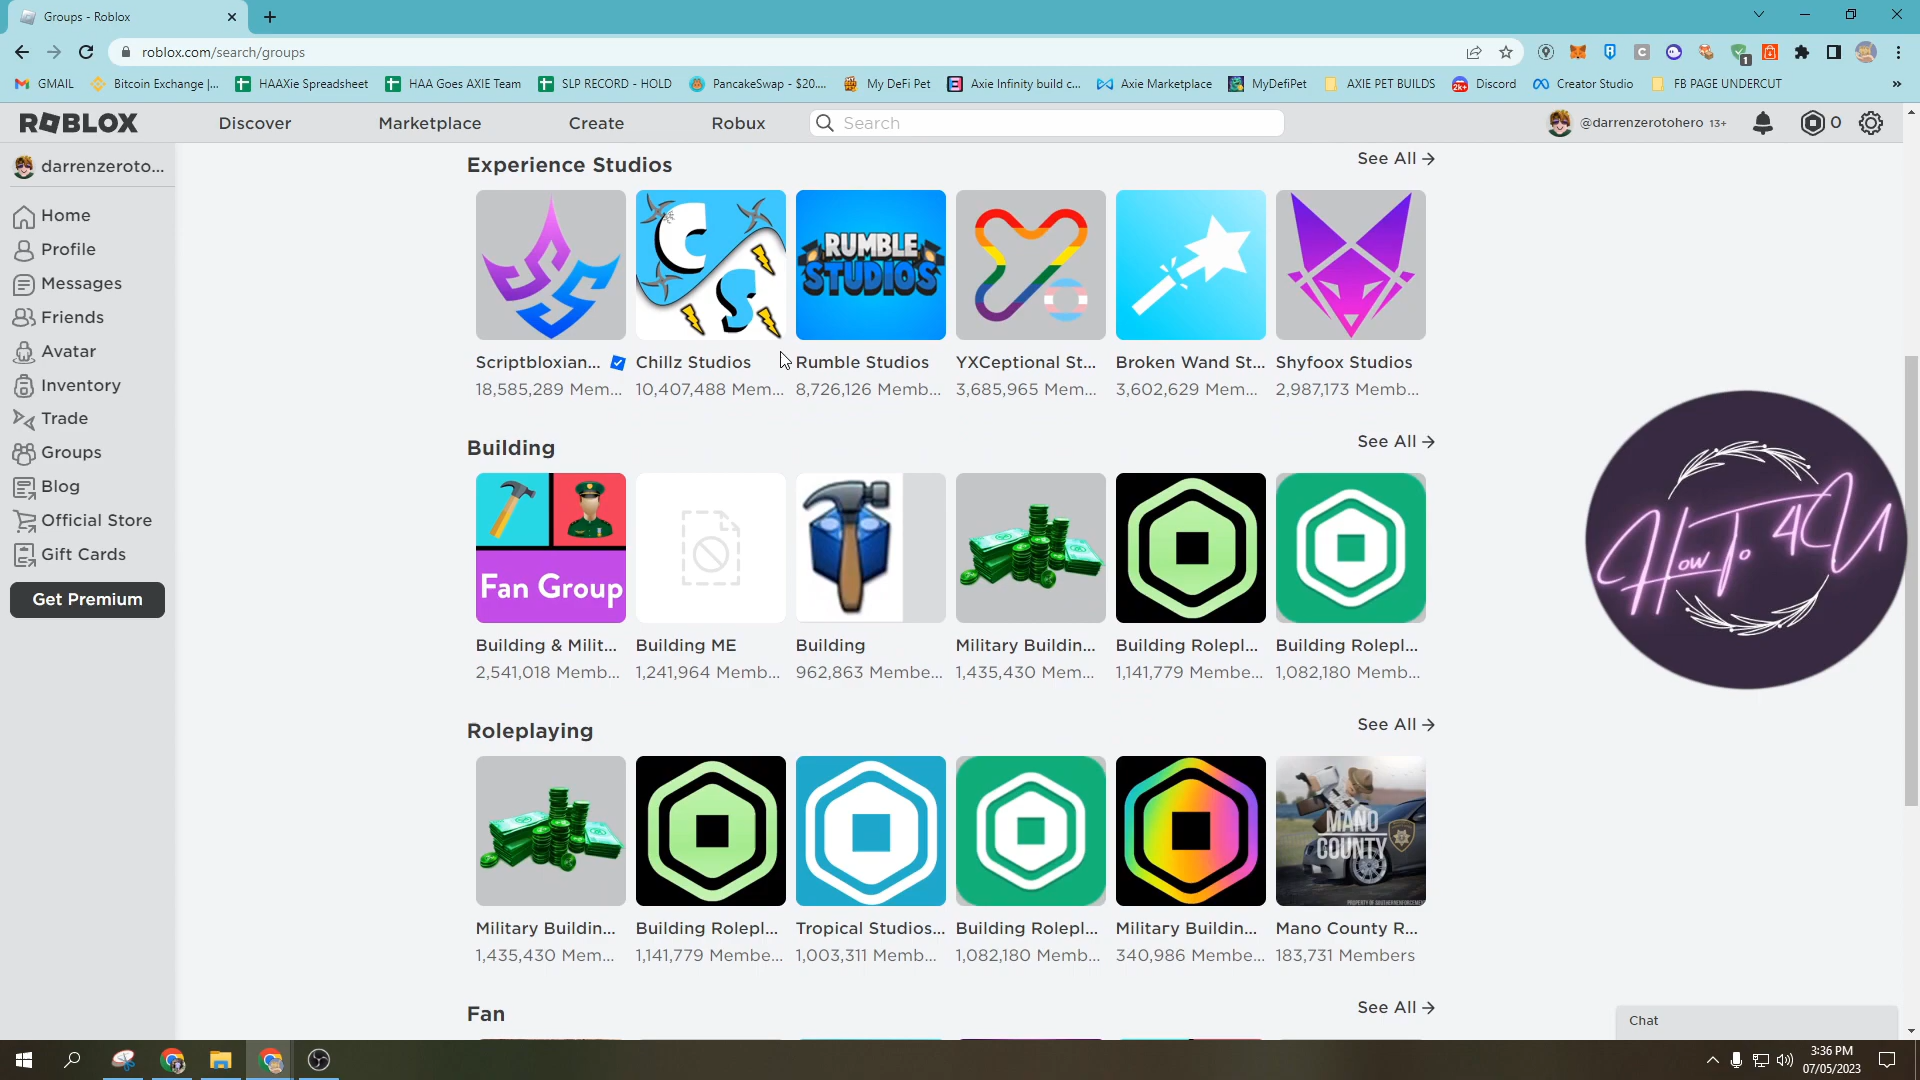 Groups - Roblox
roblox.com/search/groups
GMAIL
Bitcoin Exchange |...
HAAXie Spreadsheet
HAA Goes AXIE Team
SLP RECORD - HOLD
PancakeSwap - $20....
My DeFi Pet
Axie Infinity build c...
Axie Marketplace
MyDefiPet
AXIE PET BUILDS
Discord
Creator Studio
FB PAGE UNDERCUT
ROBLOX
Discover
Marketplace
Create
Robux
Search
@darrenzerotohero 13+
0
darrenzeroto...
Home
Profile
Messages
Friends
Avatar
Inventory
Trade
Groups
Blog
Official Store
Gift Cards
Get Premium
Experience Studios
See All →
CS
RUMBLE
STUDIOS
Scriptbloxian...
Chillz Studios
Rumble Studios
YXCeptional St...
Broken Wand St...
Shyfoox Studios
18,585,289 Mem...
10,407,488 Mem...
8,726,126 Memb...
3,685,965 Mem...
3,602,629 Mem...
2,987,173 Memb...
Building
See All →
Fan Group
Building & Milit...
Building ME
Building
Military Buildin...
Building Rolepl...
Building Rolepl...
2,541,018 Memb...
1,241,964 Memb...
962,863 Membe...
1,435,430 Mem...
1,141,779 Membe...
1,082,180 Memb...
Roleplaying
See All →
MANO
COUNTY
Military Buildin...
Building Rolepl...
Tropical Studios...
Building Rolepl...
Military Buildin...
Mano County R...
1,435,430 Mem...
1,141,779 Membe...
1,003,311 Memb...
1,082,180 Memb...
340,986 Membe...
183,731 Members
Fan
See All →
How To 4U
Chat
3:36 PM
07/05/2023